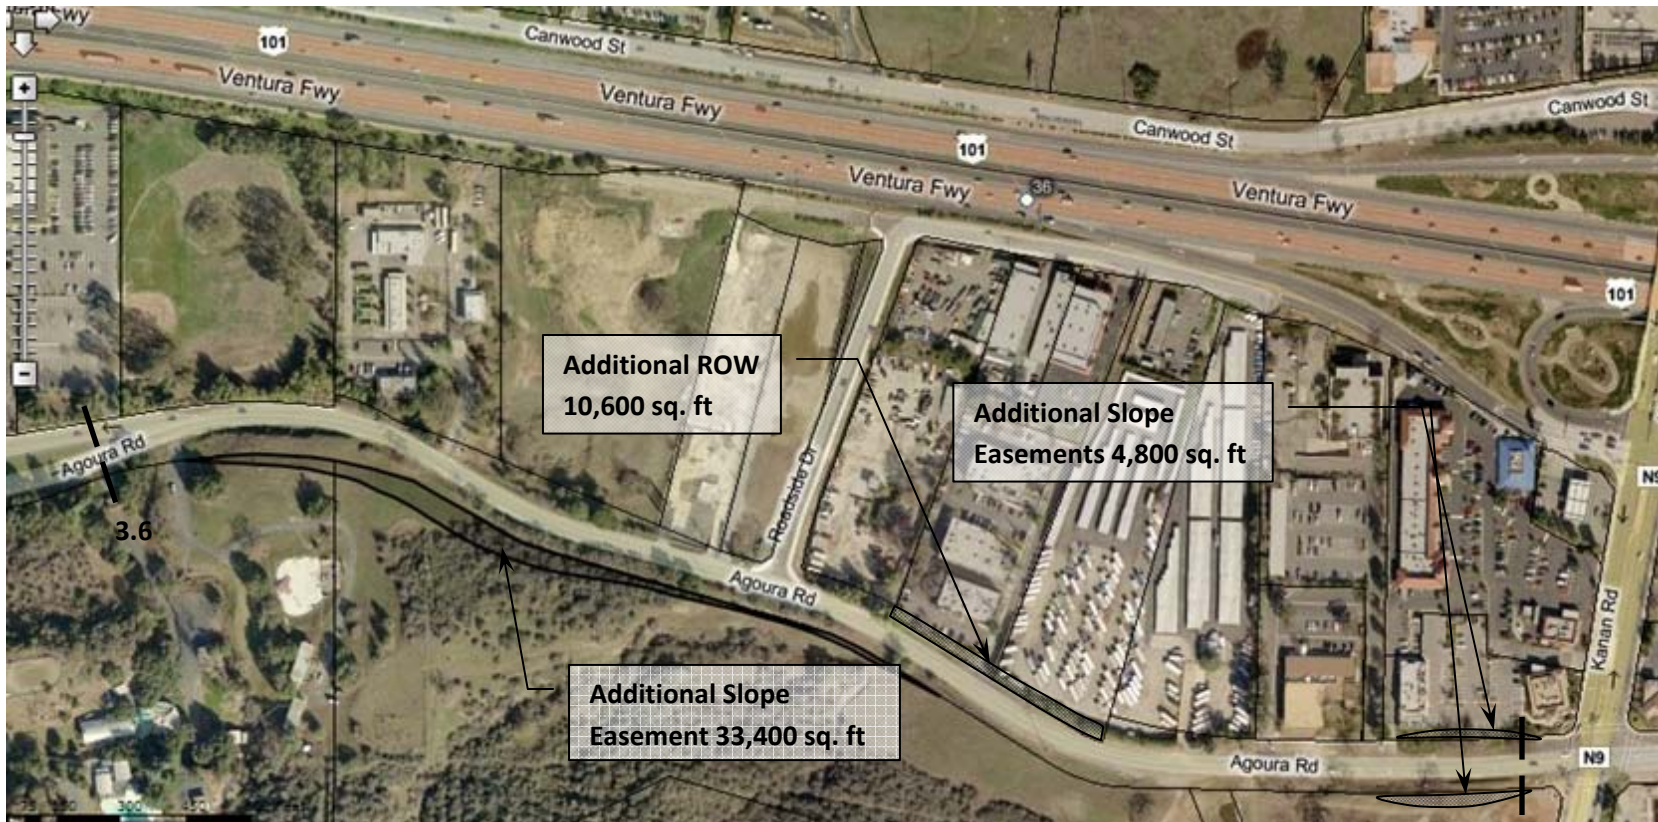 101
Canwood St
Ventura Fwy
Ventura Fwy
Canwood St
Canwood St
101
36
Ventura Fwy
Ventura Fwy
101
Additional ROW
10,600 sq. ft
Additional Slope
Easements 4,800 sq. ft
Agoura Rd
3.6
Roadside Dr
Agoura Rd
Kanan Rd
Additional Slope
Easement 33,400 sq. ft
Agoura Rd
N9
300